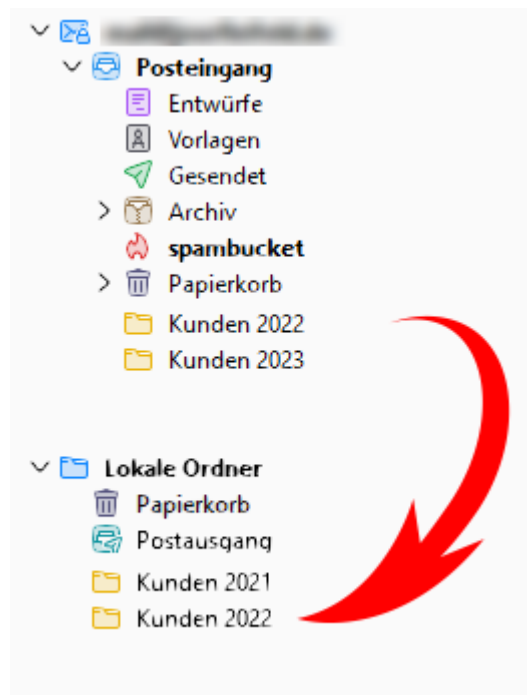 Posteingang
Entwürfe
Vorlagen
Gesendet
Archiv
spambucket
Papierkorb
Kunden 2022
Kunden 2023
Lokale Ordner
Papierkorb
Postausgang
Kunden 2021
Kunden 2022